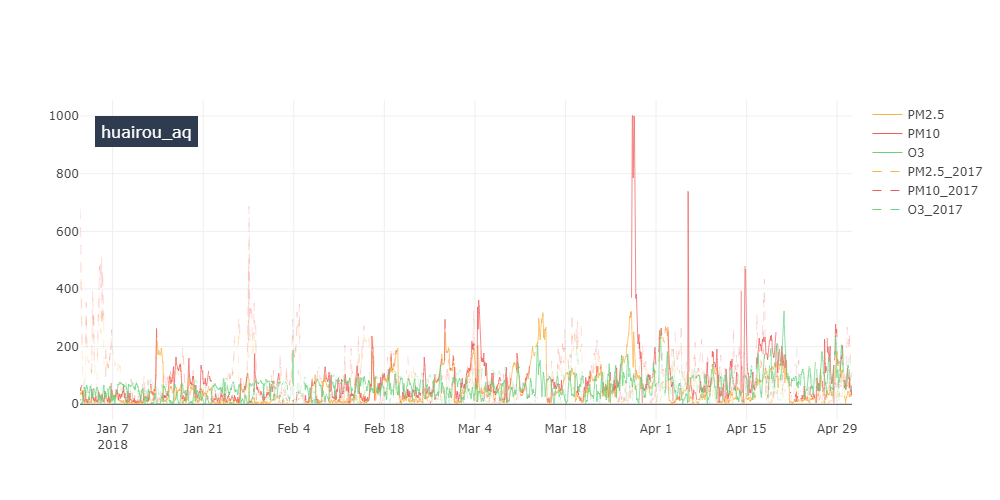 huairou_aq
1000
800
600
400
200
0
Jan 7
2018
Jan 21
Feb 4
Feb 18
Mar 4
Mar 18
Apr 1
Apr 15
Apr 29
PM2.5
PM10
O3
PM2.5_2017
PM10_2017
O3_2017